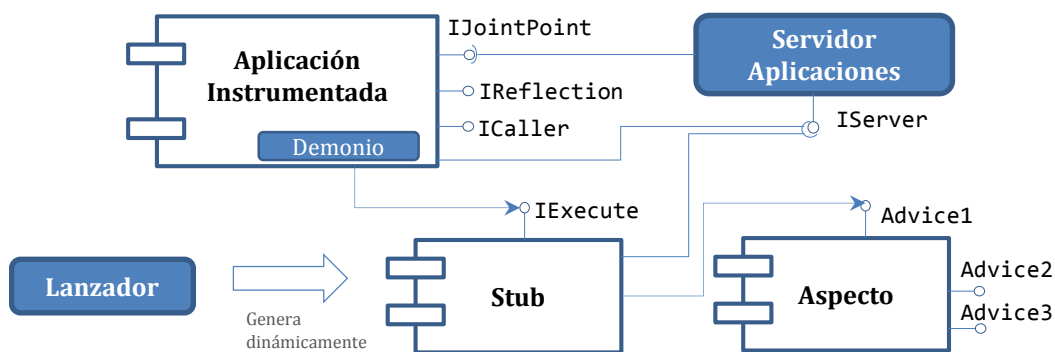 IJointPoint
Aplicación
Instrumentada
Servidor
Aplicaciones
IReflection
ICaller
IServer
Demonio
IExecute
Advice1
Lanzador
Genera
dinámicamente
Stub
Aspecto
Advice2
Advice3